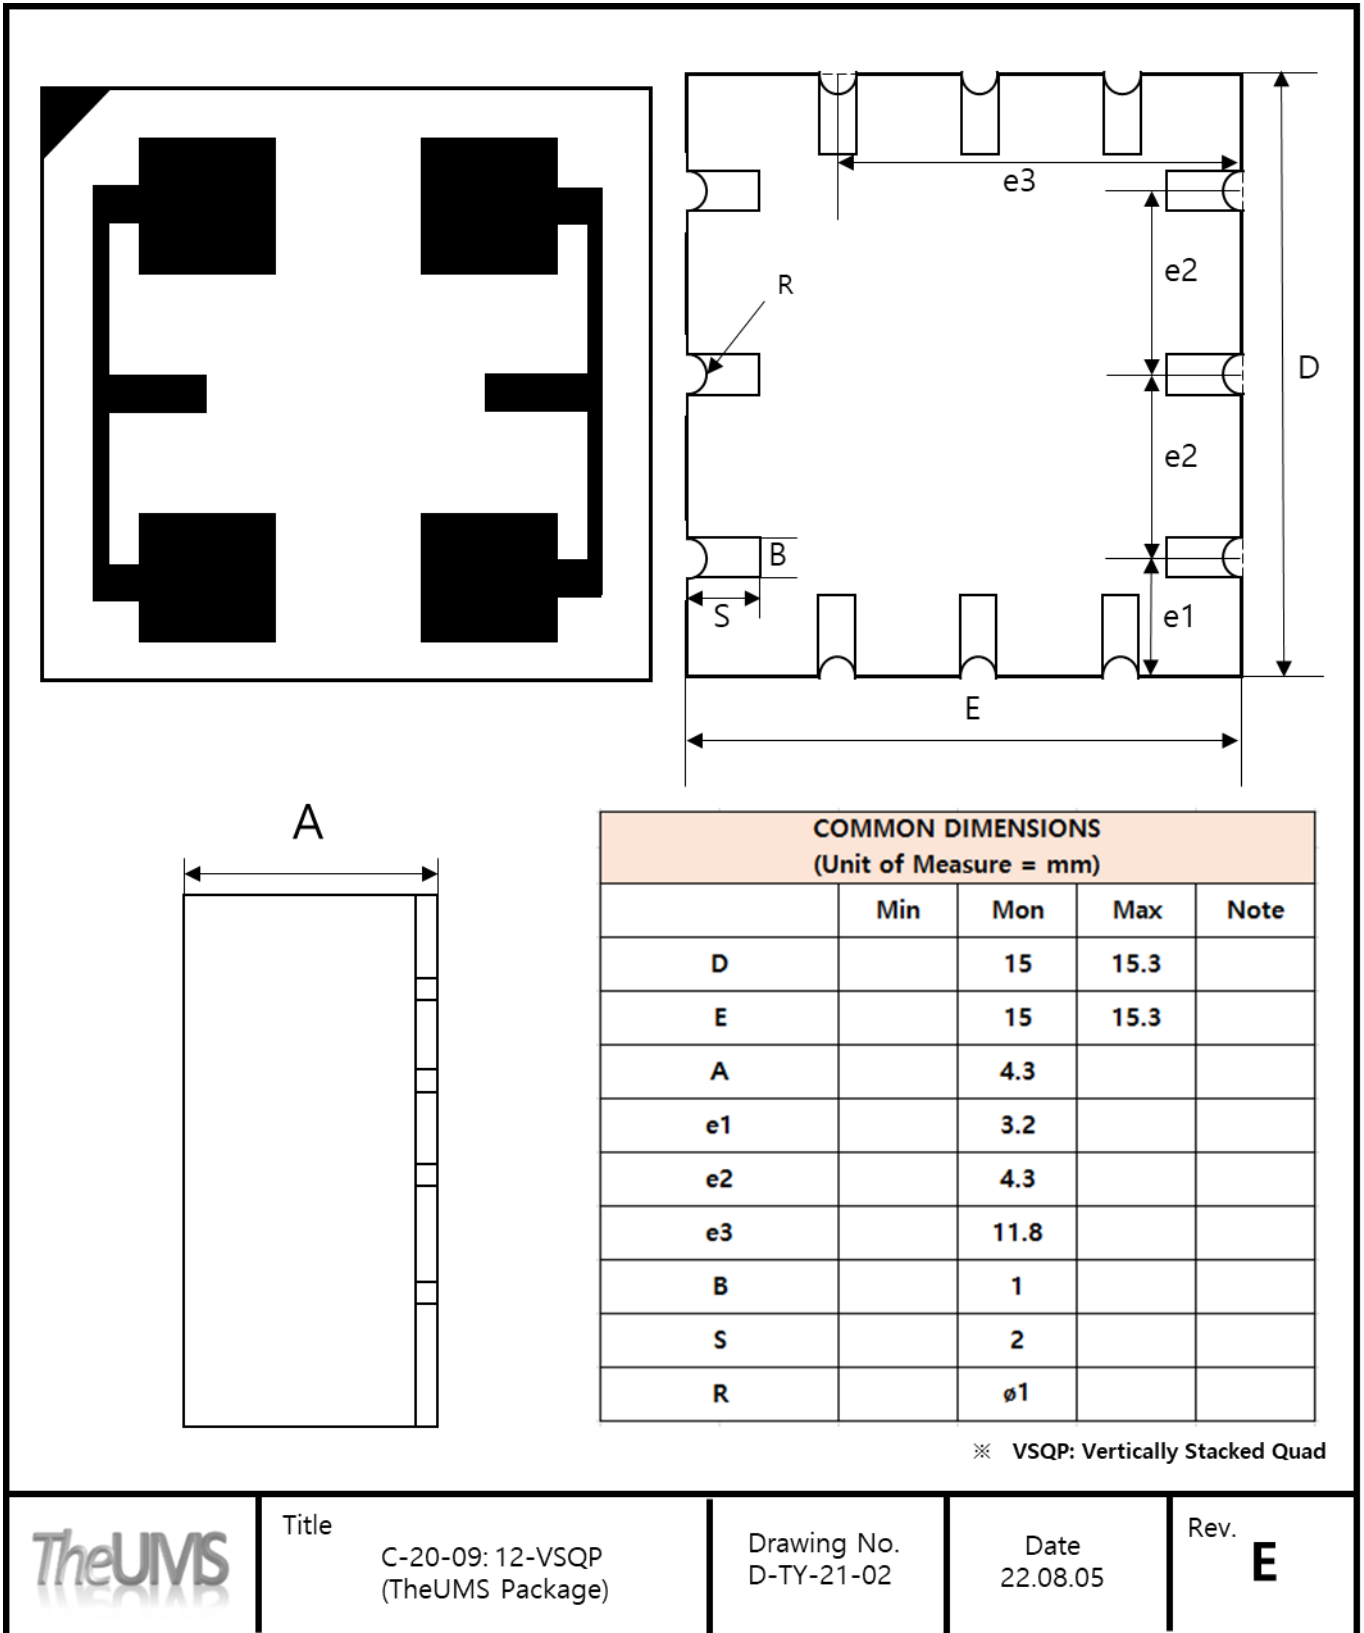 e3
e2
R
D
e2
B
S
e1
E
A
COMMON DIMENSIONS
(Unit of Measure = mm)
Min Mon Max Note
D 15 15.3
E 15 15.3
A 4.3
e1 3.2
e2 4.3
e3 11.8
B 1
S 2
R ø1
※ VSQP: Vertically Stacked Quad
TheUMS
Title
C-20-09: 12-VSQP
(TheUMS Package)
Drawing No.
D-TY-21-02
Date
22.08.05
Rev.
E